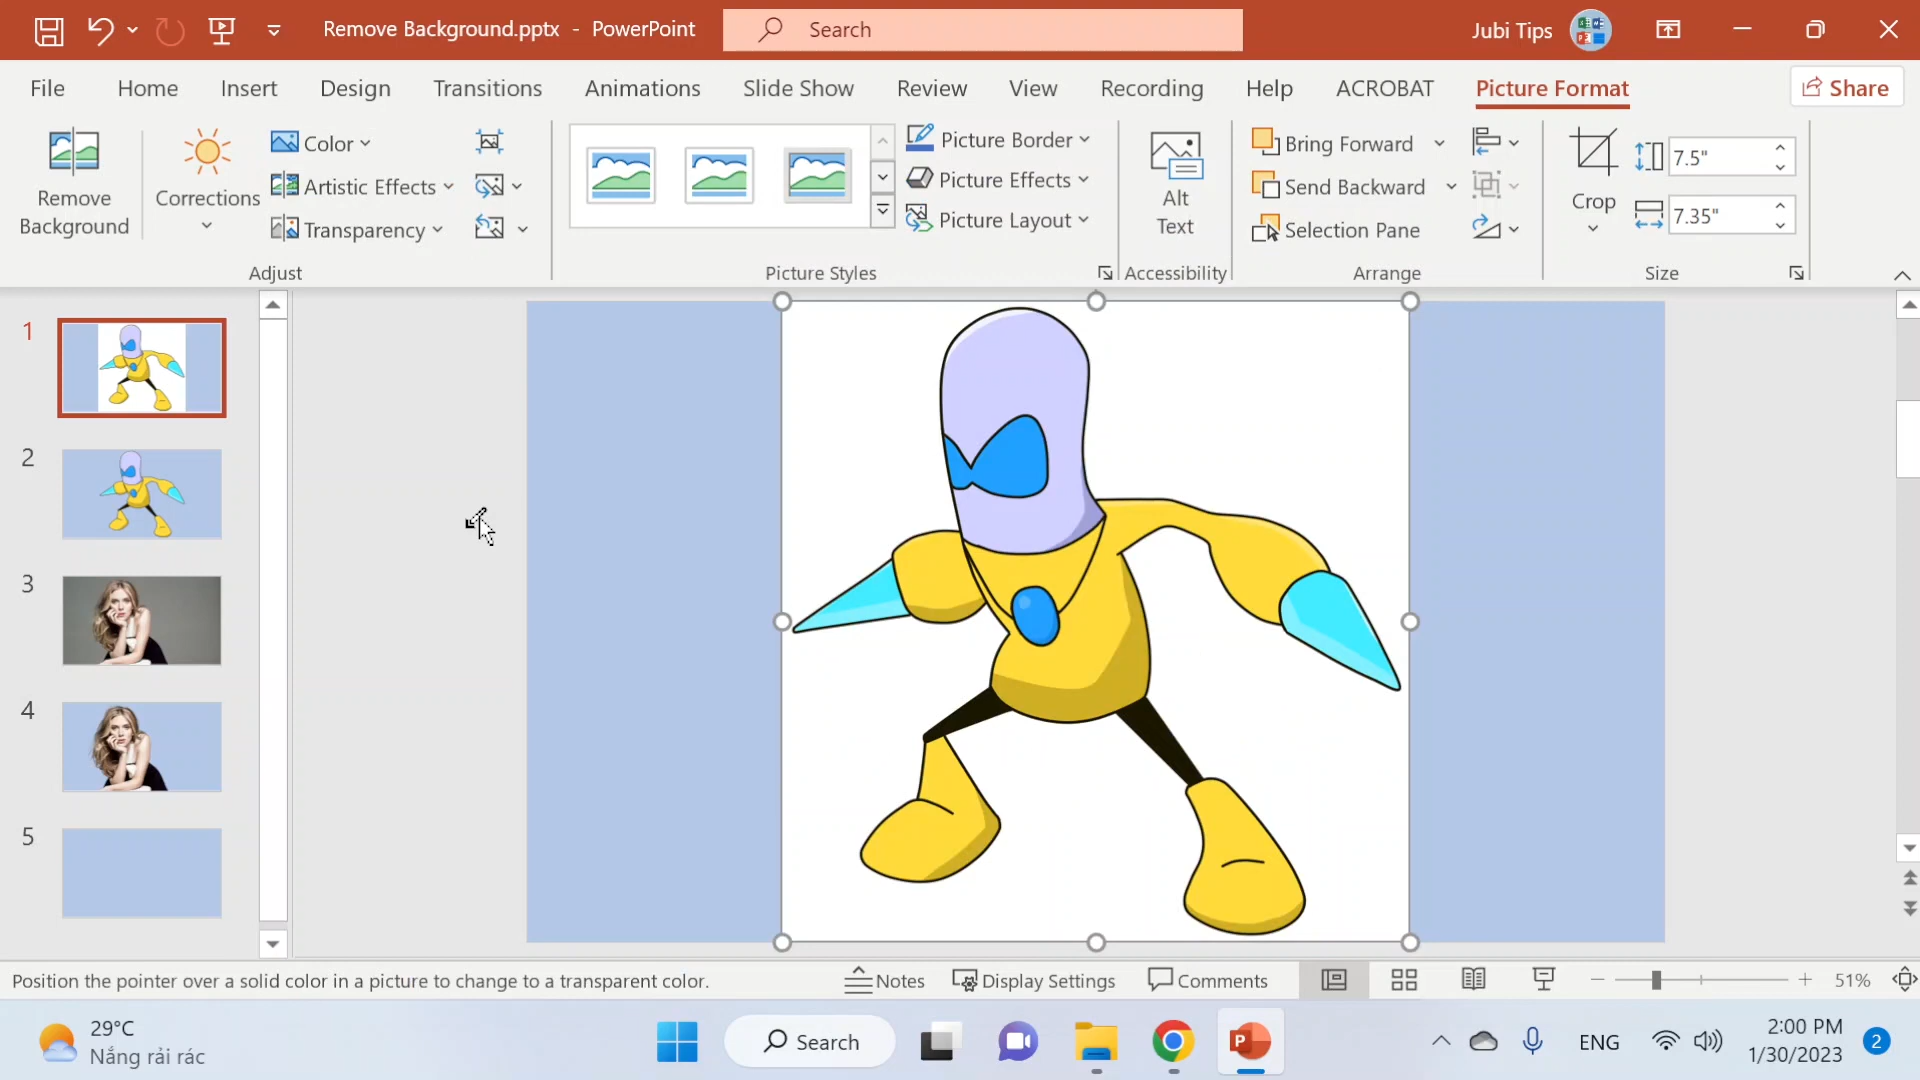 Remove Background.pptx - PowerPoint
Search
Jubi Tips
File Home Insert Design Transitions Animations Slide Show Review View Recording Help ACROBAT Picture Format Share
Remove
Background
Corrections
Color
Artistic Effects
Transparency
Adjust
Picture Border
Picture Effects
Picture Layout
Picture Styles
Alt
Text
Accessibility
Bring Forward
Send Backward
Selection Pane
Arrange
Crop
7.5"
7.35"
Size
1
2
3
4
5
Position the pointer over a solid color in a picture to change to a transparent color.
Notes
Display Settings
Comments
51%
29°C
Nắng rải rác
Search
P
ENG
2:00 PM
1/30/2023
2